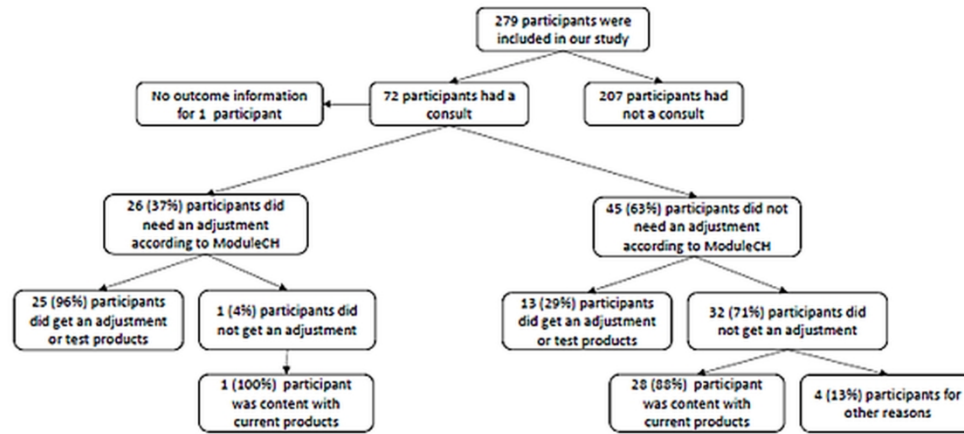 279 participants were
included in our study
No outcome information
for 1 participant
72 participants had a
consult
207 participants had
not a consult
26 (37%) participants did
need an adjustment
according to ModuleCH
45 (63%) participants did not
need an adjustment
according to ModuleCH
25 (96%) participants
did get an adjustment
or test products
1 (4%) participants did
not get an adjustment
13 (29%) participants
did get an adjustment
or test products
32 (71%) participants did
not get an adjustment
1 (100%) participant
was content with
current products
28 (88%) participant
was content with
current products
4 (13%) participants for
other reasons